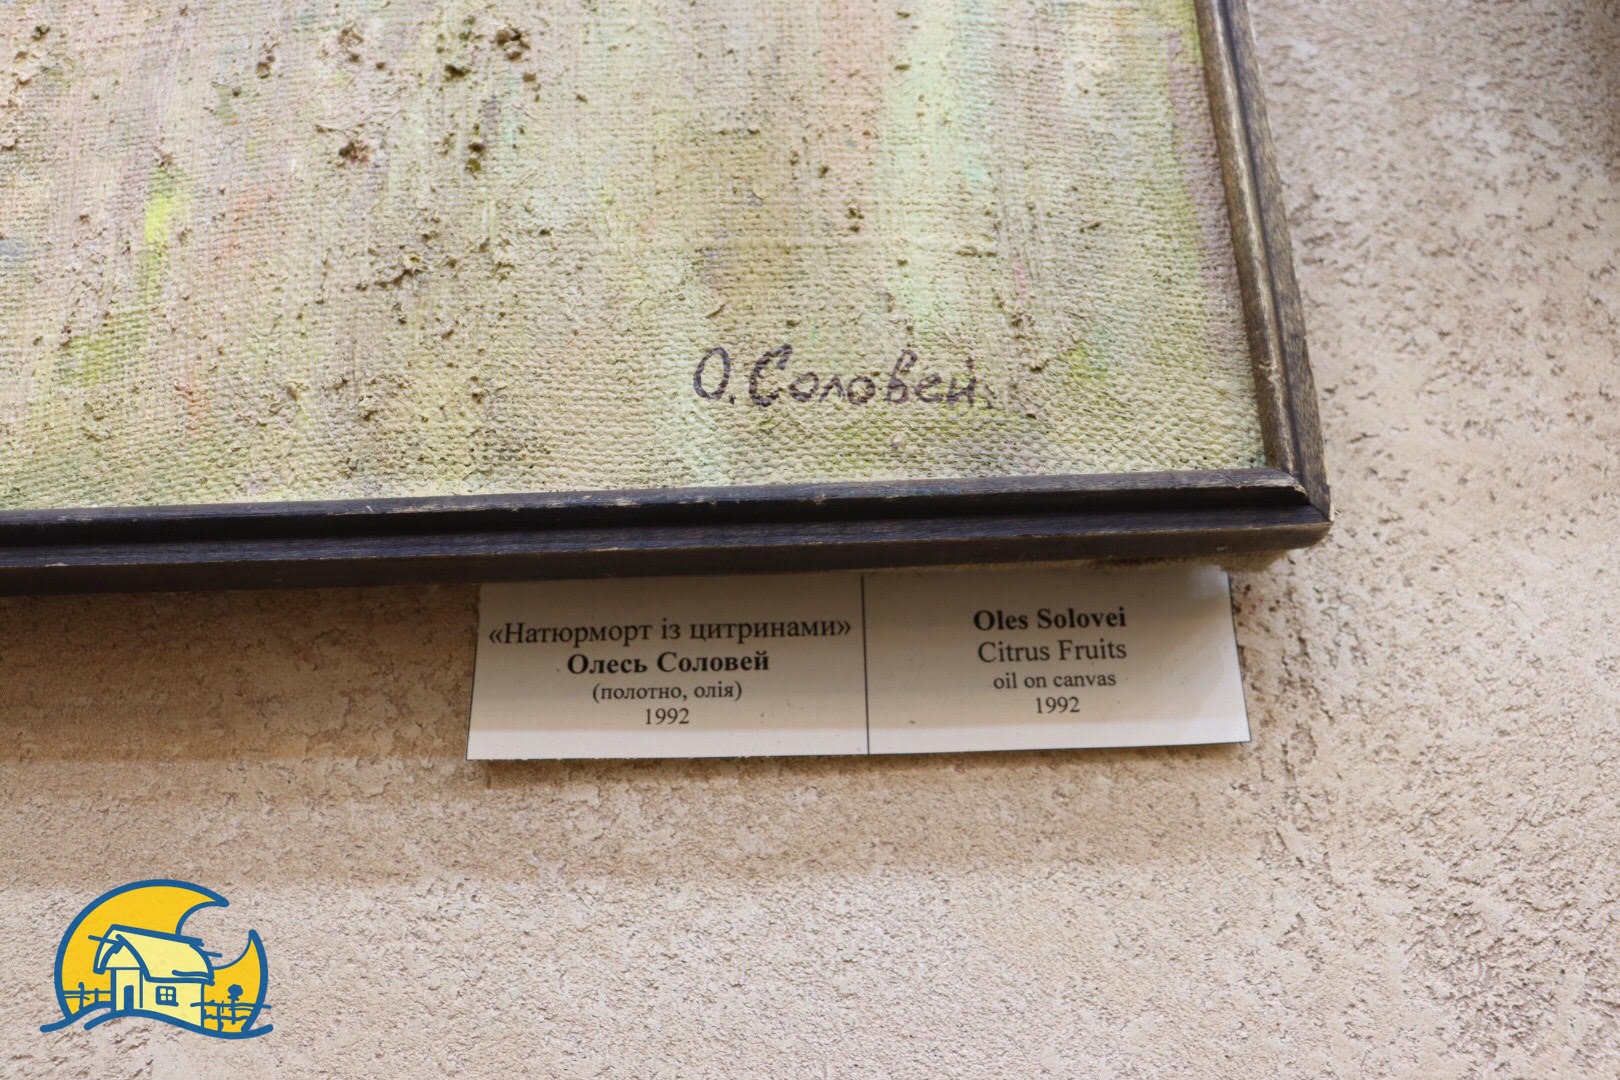 О. Соловей
«Натюрморт із цитринами»
Олесь Соловей
(полотно, олія)
1992
Oles Solovei
Citrus Fruits
oil on canvas
1992